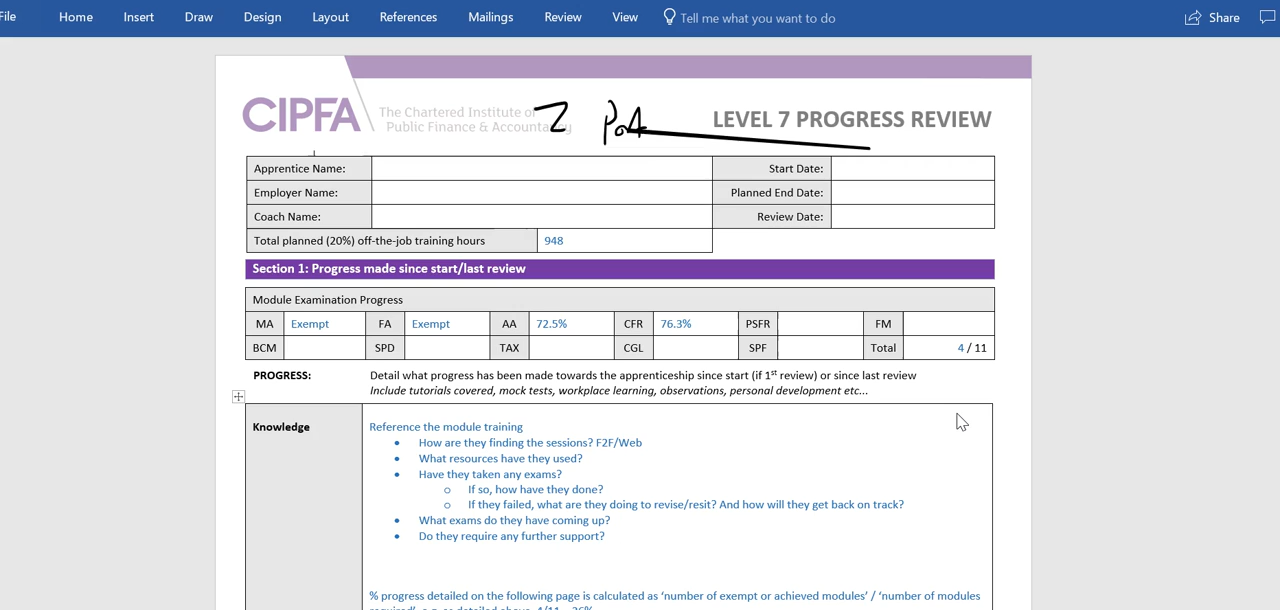 File Home Insert Draw Design Layout References Mailings Review View Tell me what you want to do Share
CIPFA The Chartered Institute of LEVEL 7 PROGRESS REVIEW
Public Finance & Accountancy
Apprentice Name: Start Date:
Employer Name: Planned End Date:
Coach Name: Review Date:
Total planned (20%) off-the-job training hours 948
Section 1: Progress made since start/last review
Module Examination Progress
MA Exempt FA Exempt AA 72.5% CFR 76.3% PSFR FM
BCM SPD TAX CGL SPF Total 4 / 11
PROGRESS: Detail what progress has been made towards the apprenticeship since start (if 1st review) or since last review
Include tutorials covered, mock tests, workplace learning, observations, personal development etc...
Knowledge Reference the module training
• How are they finding the sessions? F2F/Web
• What resources have they used?
• Have they taken any exams?
o If so, how have they done?
o If they failed, what are they doing to revise/resit? And how will they get back on track?
• What exams do they have coming up?
• Do they require any further support?
% progress detailed on the following page is calculated as 'number of exempt or achieved modules' / 'number of modules